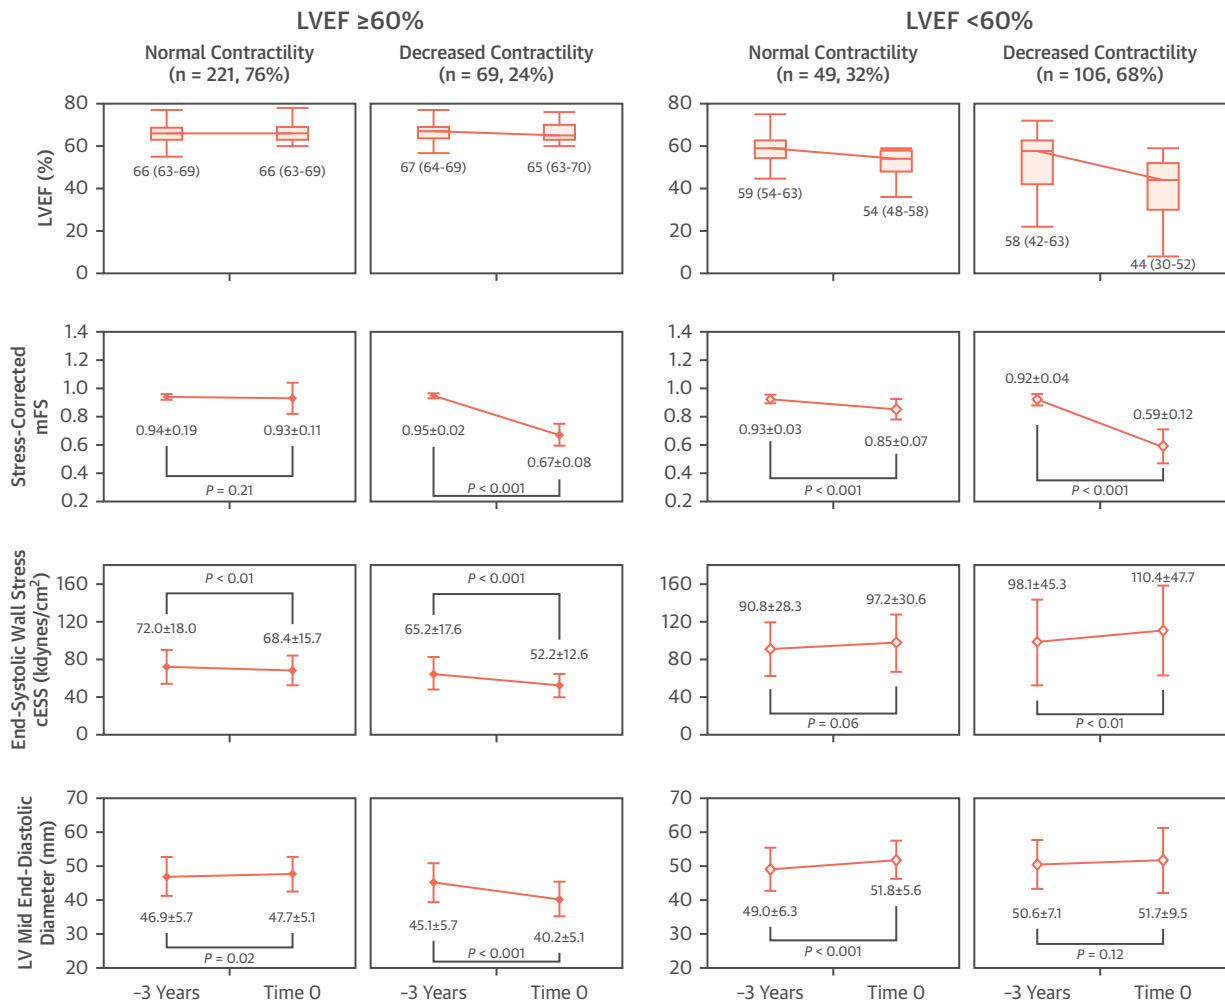 LVEF ≥60%
LVEF <60%
Normal Contractility
(n = 221, 76%)
Decreased Contractility
(n = 69, 24%)
Normal Contractility
(n = 49, 32%)
Decreased Contractility
(n = 106, 68%)
LVEF (%)
80
60
40
20
0
66 (63-69)
66 (63-69)
67 (64-69)
65 (63-70)
80
60
40
20
0
59 (54-63)
54 (48-58)
58 (42-63)
44 (30-52)
Stress-Corrected
mFS
1.4
1.2
1.0
0.8
0.6
0.4
0.2
0.94±0.19
0.93±0.11
P = 0.21
0.95±0.02
0.67±0.08
P < 0.001
1.4
1.2
1.0
0.8
0.6
0.4
0.2
0.93±0.03
0.85±0.07
P < 0.001
0.92±0.04
0.59±0.12
P < 0.001
End-Systolic Wall Stress
cESS (kdynes/cm²)
160
120
80
40
0
P < 0.01
72.0±18.0
68.4±15.7
P < 0.001
65.2±17.6
52.2±12.6
160
120
80
40
0
90.8±28.3
97.2±30.6
P = 0.06
98.1±45.3
110.4±47.7
P < 0.01
LV Mid End-Diastolic
Diameter (mm)
70
60
50
40
30
20
46.9±5.7
47.7±5.1
P = 0.02
45.1±5.7
40.2±5.1
P < 0.001
70
60
50
40
30
20
49.0±6.3
51.8±5.6
P < 0.001
50.6±7.1
51.7±9.5
P = 0.12
–3 Years
Time 0
–3 Years
Time 0
–3 Years
Time 0
–3 Years
Time 0